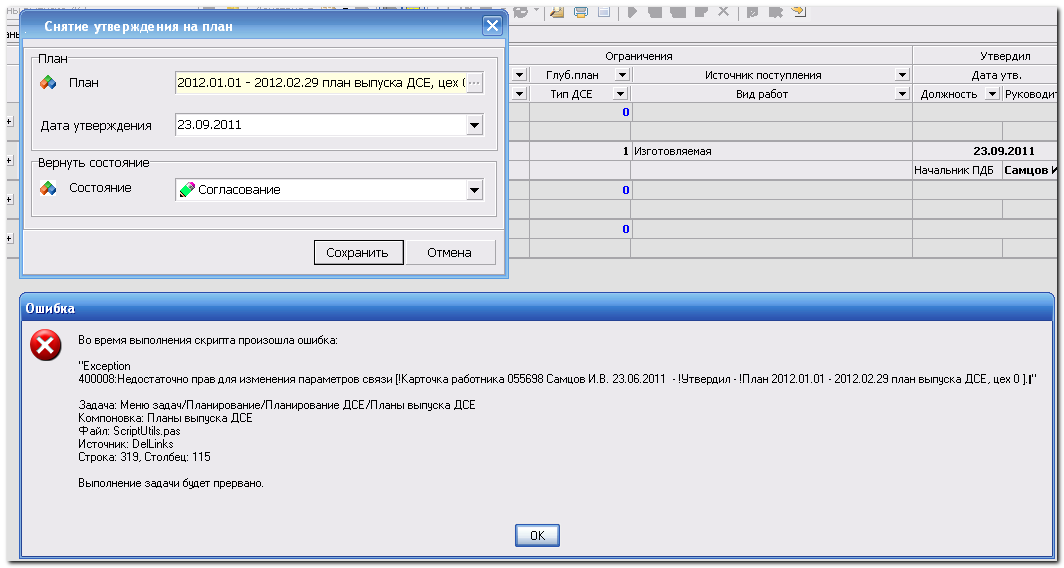 Снятие утверждения на план
План
План
2012.01.01 - 2012.02.29 план выпуска ДСЕ, цех
Дата утверждения
23.09.2011
Вернуть состояние
Состояние
Согласование
Сохранить
Отмена
Ограничения
Утвердил
Глуб.план
Источник поступления
Дата утв.
Тип ДСЕ
Вид работ
Должность
Руководит
0
1
Изготовляемая
23.09.2011
Начальник ПДБ
Самцов И
0
0
Ошибка
Во время выполнения скрипта произошла ошибка:
"Exception
400008:Недостаточно прав для изменения параметров связи [!Карточка работника 055698 Самцов И.В. 23.06.2011 - !Утвердил - !План 2012.01.01 - 2012.02.29 план выпуска ДСЕ, цех 0 ].|"
Задача: Меню задач/Планирование/Планирование ДСЕ/Планы выпуска ДСЕ
Компоновка: Планы выпуска ДСЕ
Файл: ScriptUtils.pas
Источник: DelLinks
Строка: 319, Столбец: 115
Выполнение задачи будет прервано.
OK